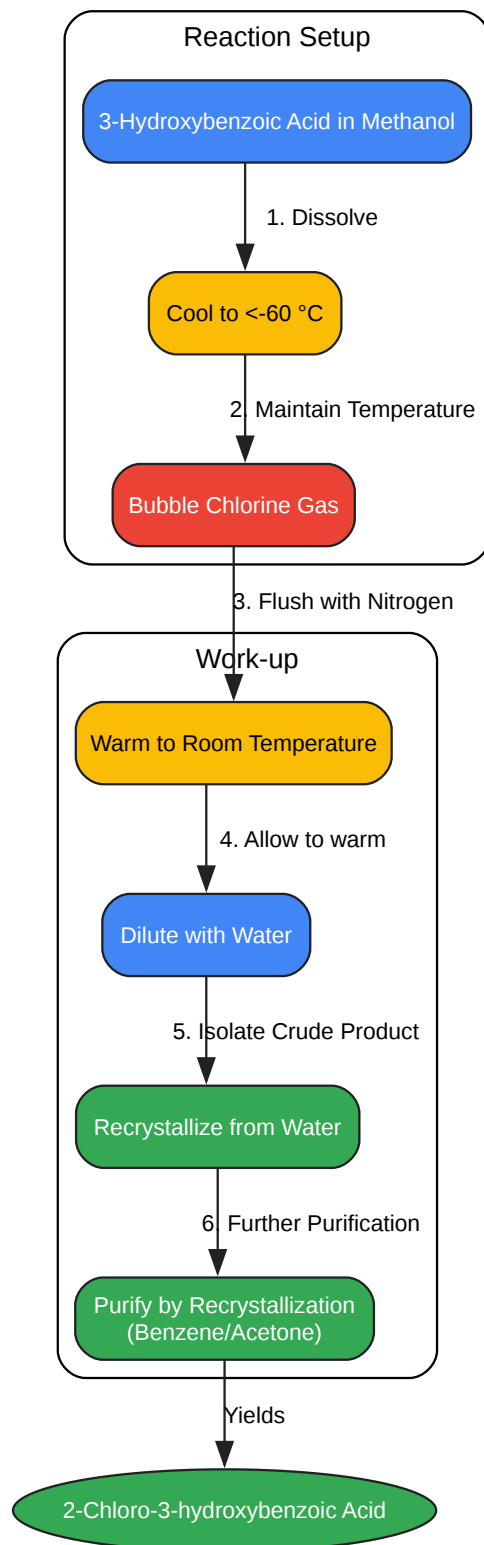 Reaction Setup
3-Hydroxybenzoic Acid in Methanol
1. Dissolve
Cool to <-60 °C
2. Maintain Temperature
Bubble Chlorine Gas
3. Flush with Nitrogen
Work-up
Warm to Room Temperature
4. Allow to warm
Dilute with Water
5. Isolate Crude Product
Recrystallize from Water
6. Further Purification
Purify by Recrystallization
(Benzene/Acetone)
Yields
2-Chloro-3-hydroxybenzoic Acid